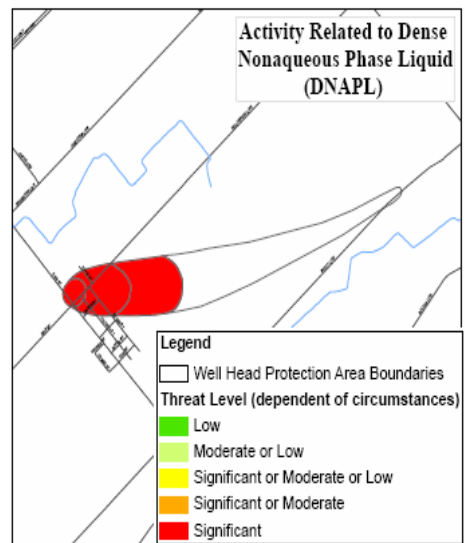 Activity Related to Dense
Nonaqueous Phase Liquid
(DNAPL)
Legend
Well Head Protection Area Boundaries
Threat Level (dependent of circumstances)
Low
Moderate or Low
Significant or Moderate or Low
Significant or Moderate
Significant